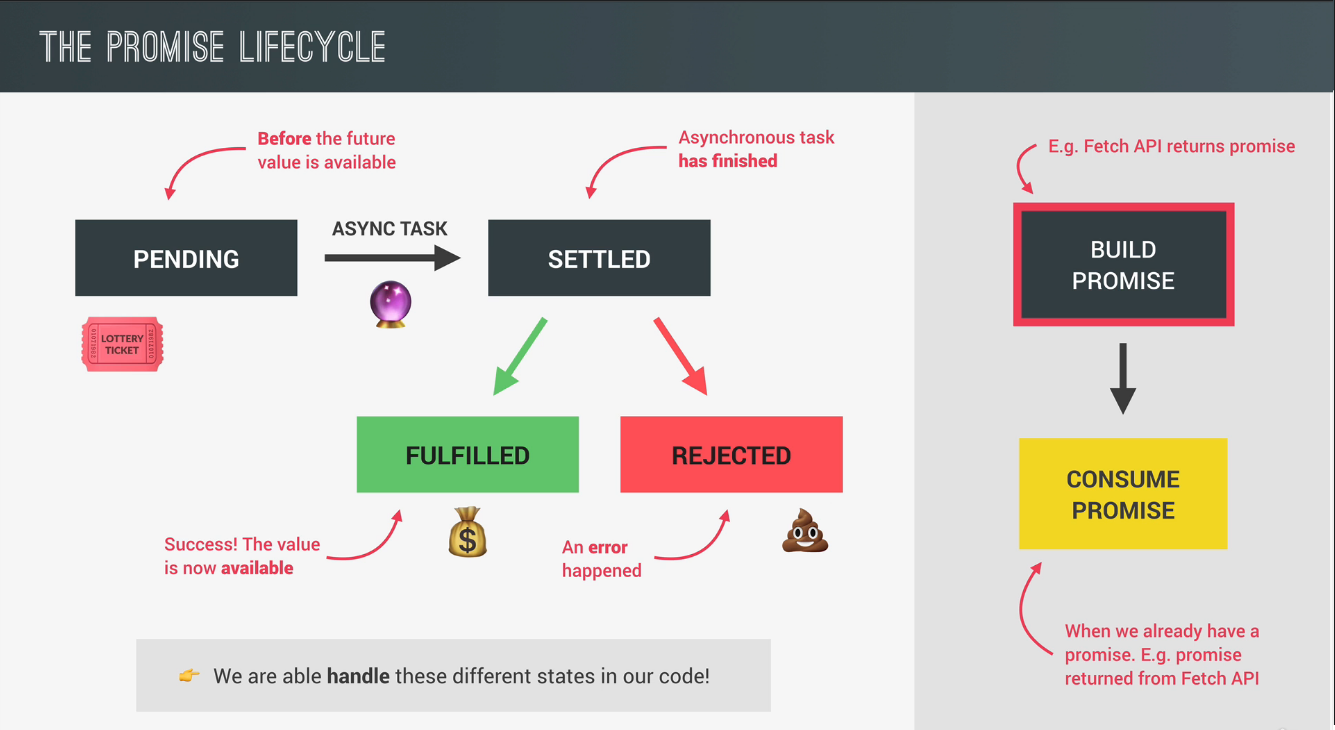 THE PROMISE LIFECYCLE
Before the future
value is available
Asynchronous task
has finished
PENDING
ASYNC TASK
SETTLED
LOTTERY
TICKET
FULFILLED
REJECTED
Success! The value
is now available
An error
happened
We are able handle these different states in our code!
E.g. Fetch API returns promise
BUILD
PROMISE
CONSUME
PROMISE
When we already have a
promise. E.g. promise
returned from Fetch API